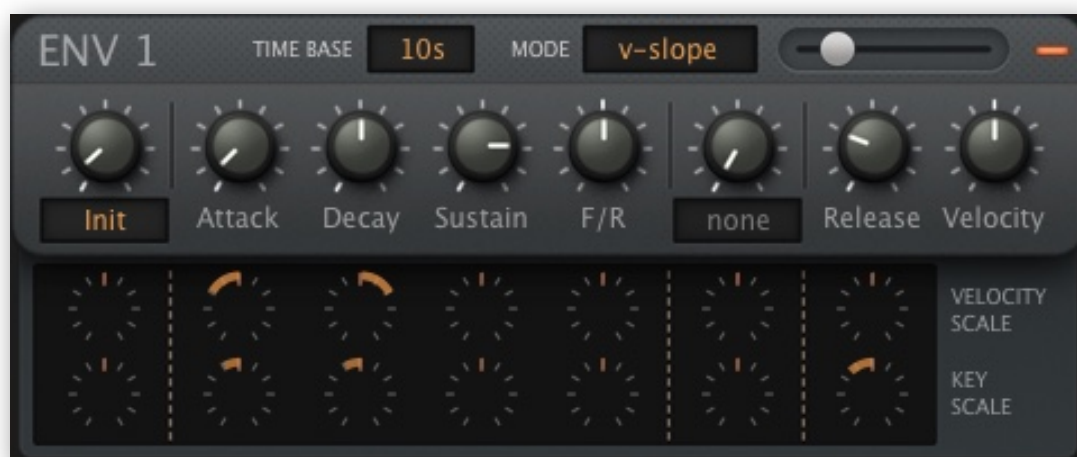 ENV 1 TIME BASE 10s MODE v-slope
Init Attack Decay Sustain F/R none Release Velocity
VELOCITY
SCALE
KEY
SCALE